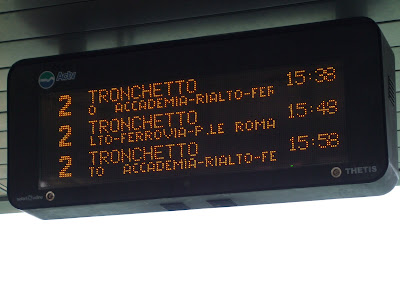 Actv
2 TRONCHETTO 15:38
O ACCADEMIA-RIALTO-FER
2 TRONCHETTO 15:48
LTO-FERROVIA-P.LE ROMA
2 TRONCHETTO 15:58
TO ACCADEMIA-RIALTO-FE
THETIS